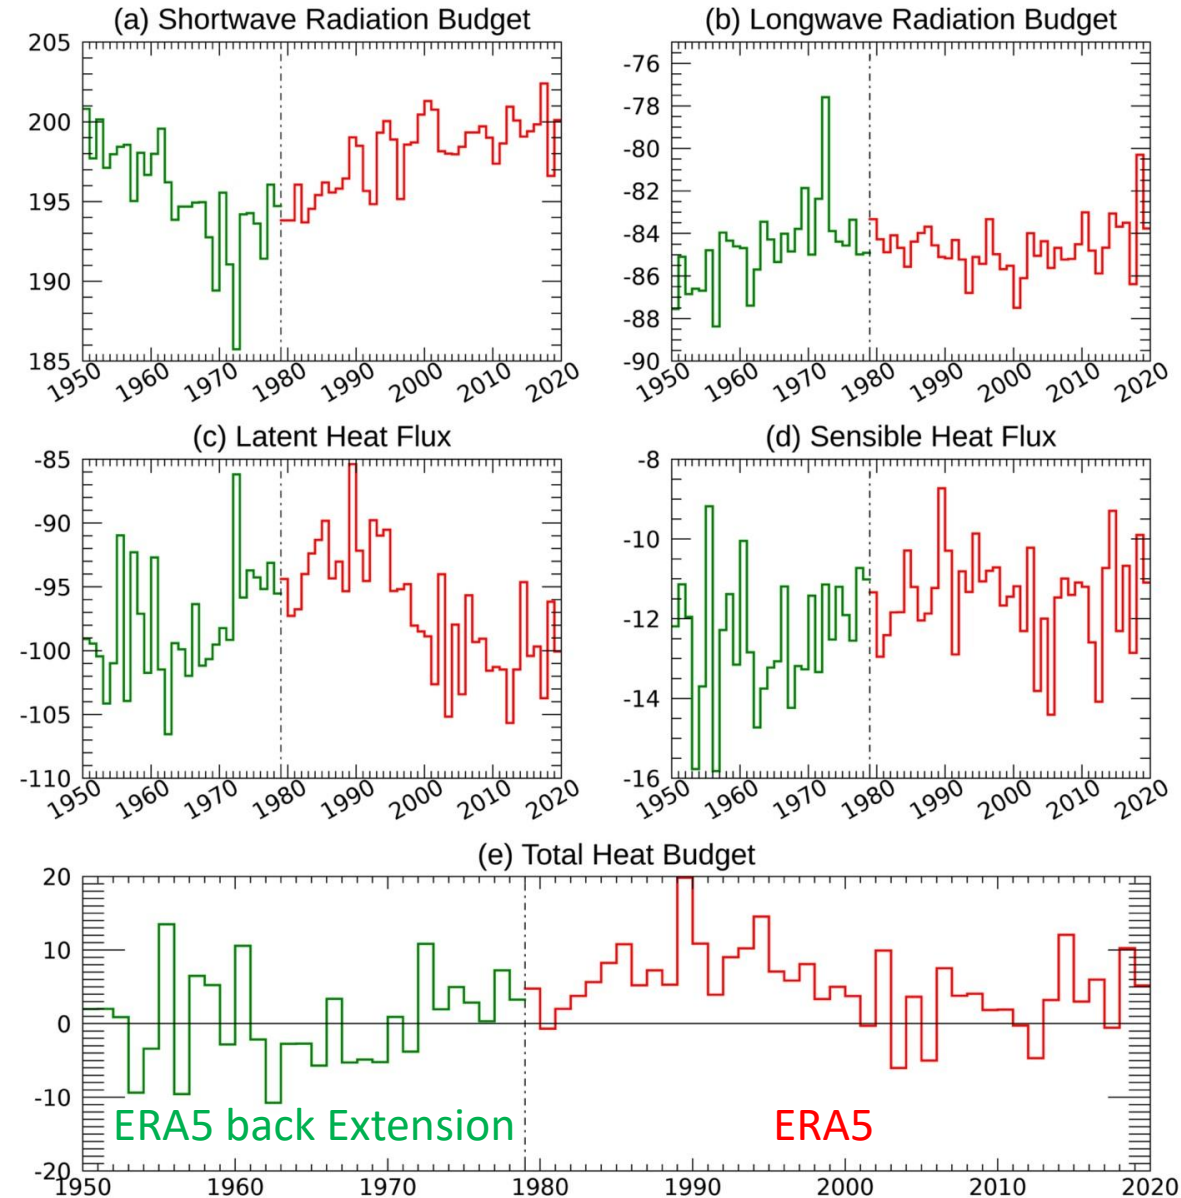 (a) Shortwave Radiation Budget
205
200
195
190
185
1950 1960 1970 1980 1990 2000 2010 2020
(b) Longwave Radiation Budget
-76
-78
-80
-82
-84
-86
-88
-90
1950 1960 1970 1980 1990 2000 2010 2020
(c) Latent Heat Flux
-85
-90
-95
-100
-105
-110
1950 1960 1970 1980 1990 2000 2010 2020
(d) Sensible Heat Flux
-8
-10
-12
-14
-16
1950 1960 1970 1980 1990 2000 2010 2020
(e) Total Heat Budget
20
10
0
-10
-20
ERA5 back Extension
ERA5
1950 1960 1970 1980 1990 2000 2010 2020